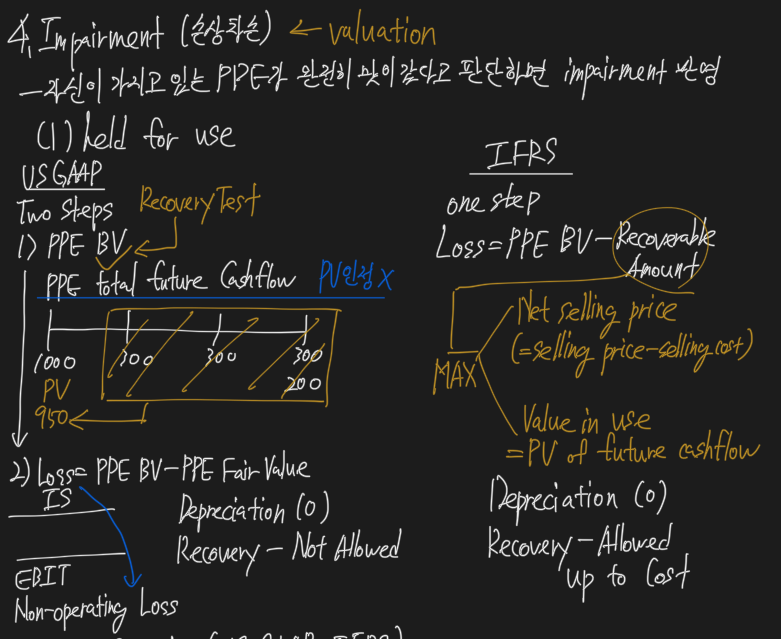 4. Impairment (손상차손) ← valuation
- 자신이 가지고 있는 PPE가 완전히 맛이 갔다고 판단하면 impairment 반영
(1) held for use
US GAAP
Two Steps
Recovery Test
1) PPE BV
PPE total future Cashflow PV인정 X
1000 300 300 300
200
PV
950
2) Loss = PPE BV - PPE Fair Value
IS
EBIT
Non-operating Loss
Depreciation (0)
Recovery - Not Allowed
IFRS
one step
Loss = PPE BV - Recoverable
Amount
MAX
Net selling price
(= selling price - selling cost)
Value in use
= PV of future cashflow
Depreciation (0)
Recovery - Allowed
up to Cost